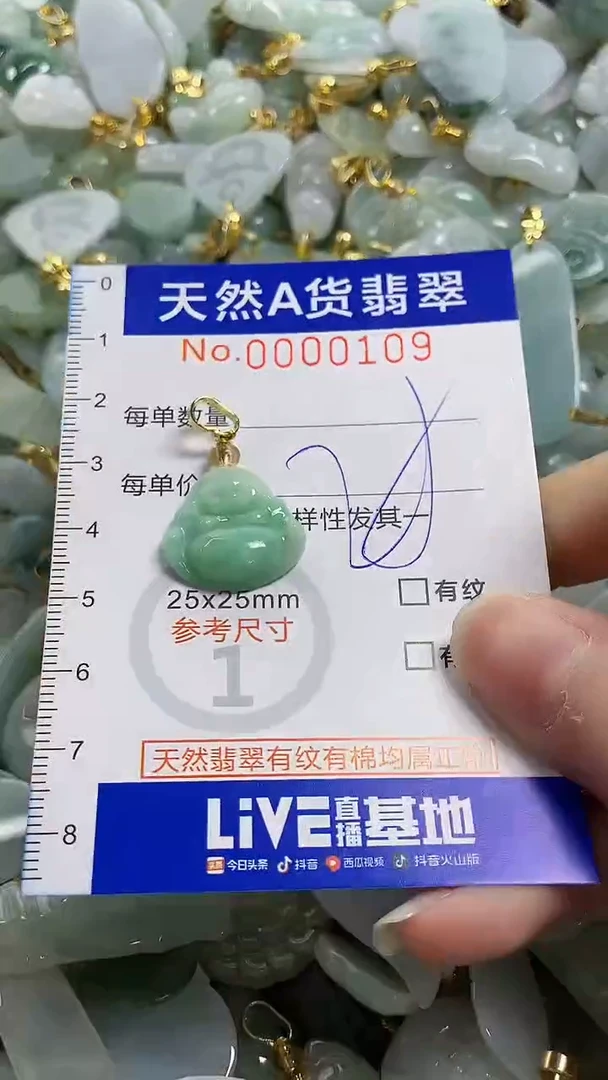 0
天然A货翡翠
1
No.0000109
2
每单数量
3
每单价
样性发其一
4
5
25x25mm
有纹
参考尺寸
6
1
7
天然翡翠有纹有棉均属正
8
LiVE直播基地
今日头条 抖音 西瓜视频 抖音火山版